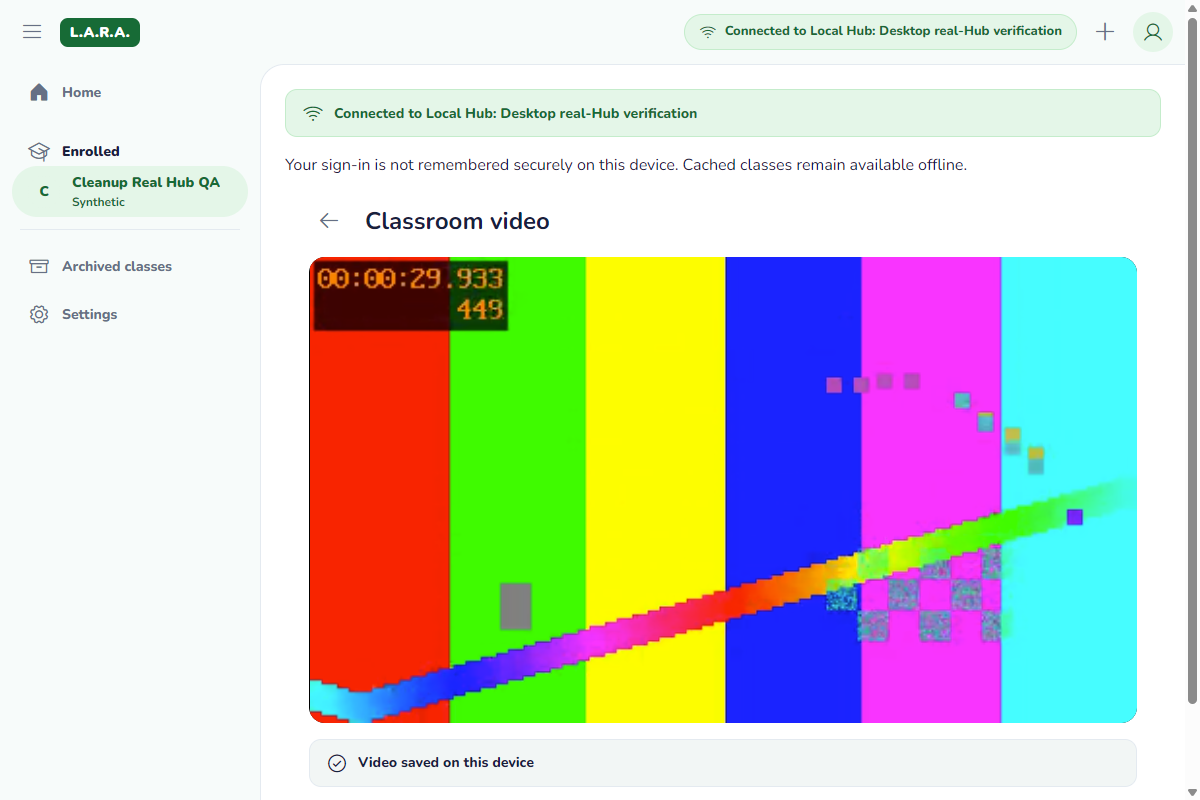 L.A.R.A.
Connected to Local Hub: Desktop real-Hub verification
Home
Enrolled
C
Cleanup Real Hub QA
Synthetic
Archived classes
Settings
Connected to Local Hub: Desktop real-Hub verification
Your sign-in is not remembered securely on this device. Cached classes remain available offline.
Classroom video
00:00:29.933
449
Video saved on this device